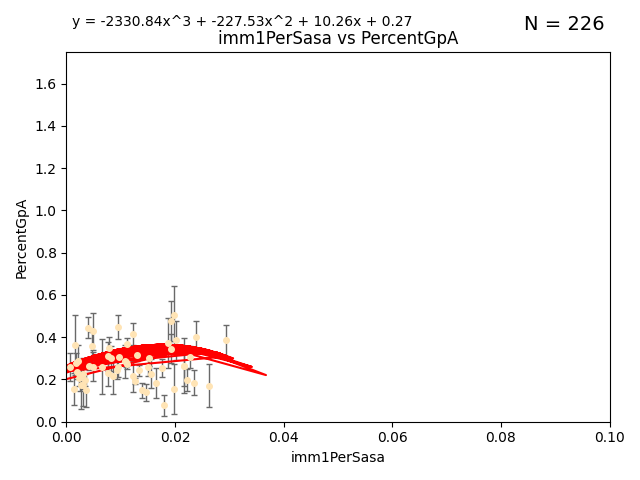 y = -2330.84x^3 + -227.53x^2 + 10.26x + 0.27
N = 226
imm1PerSasa vs PercentGpA
1.6
1.4
1.2
1.0
0.8
0.6
0.4
0.2
0.0
PercentGpA
0.00 0.02 0.04 0.06 0.08 0.10
imm1PerSasa